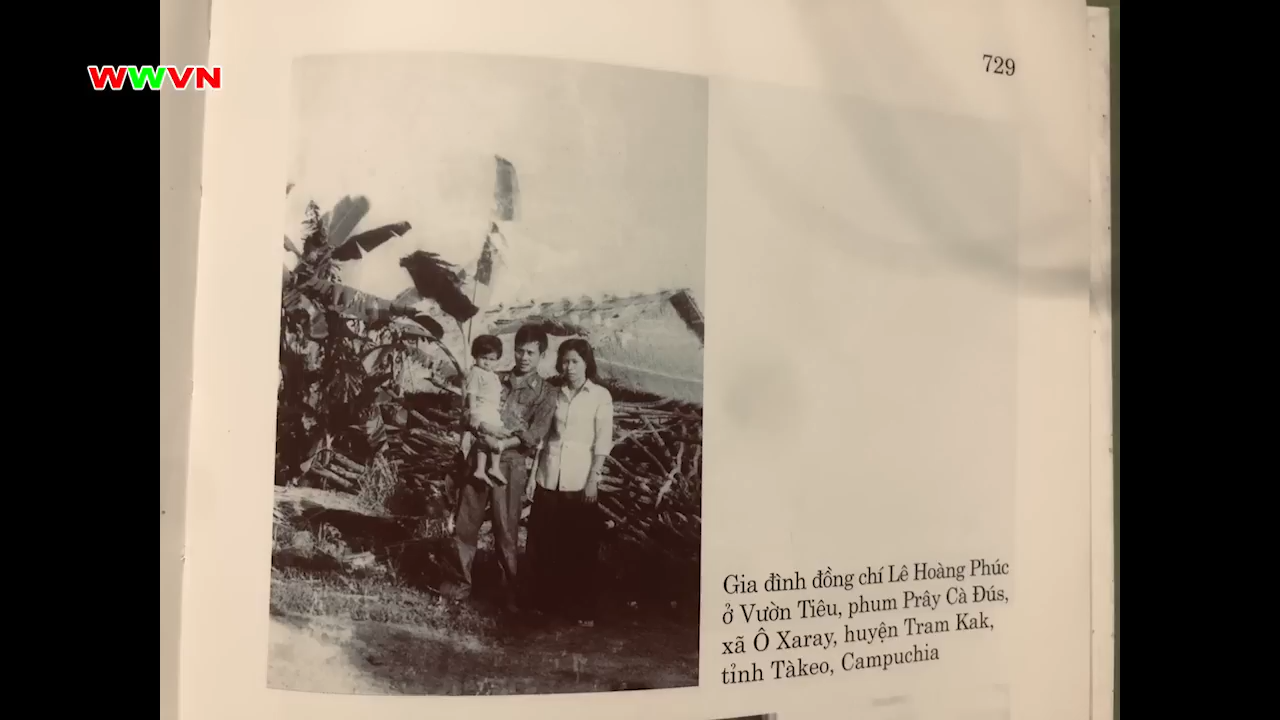 WWVN
729
Gia đình đồng chí Lê Hoàng Phúc
ở Vườn Tiêu, phum Prây Cà Đús,
xã Ô Xaray, huyện Tram Kak,
tỉnh Tàkeo, Campuchia